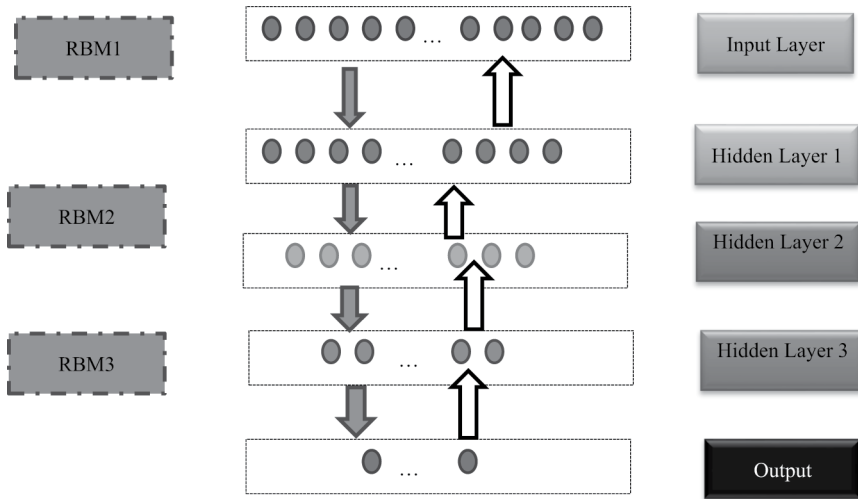 RBM1
...
Input Layer
...
Hidden Layer 1
RBM2
...
Hidden Layer 2
RBM3
...
Hidden Layer 3
...
Output